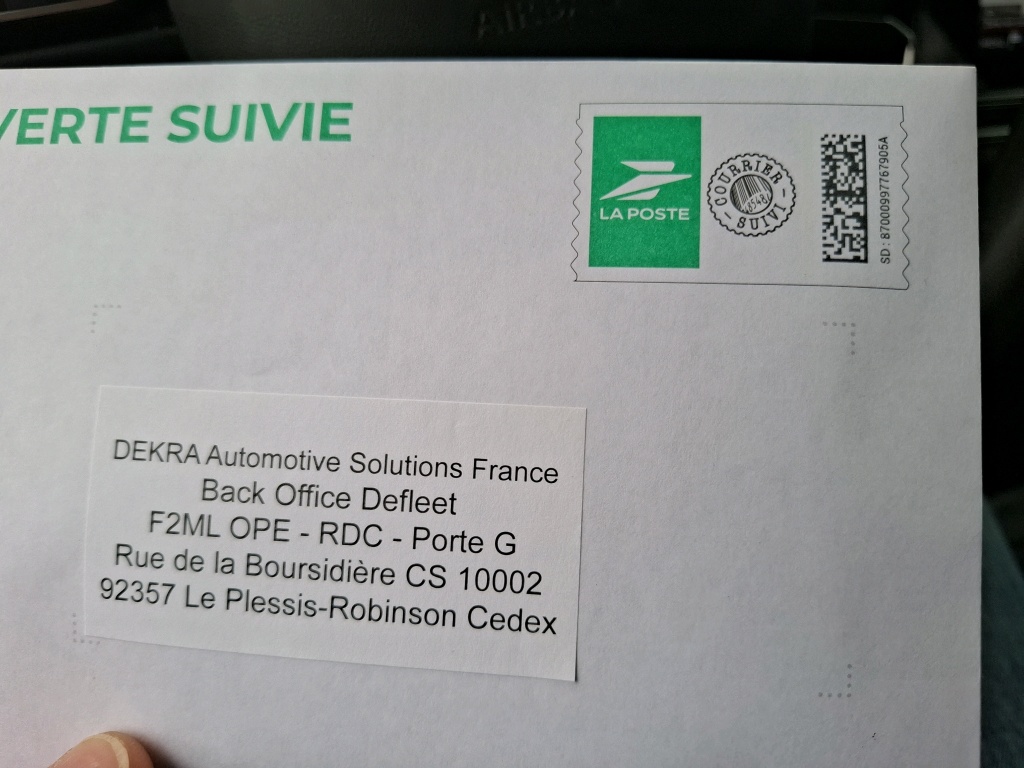 VERTE SUIVIE
LA POSTE
COURRIER
SUIVI
SD : 87000997767905A
DEKRA Automotive Solutions France
Back Office Defleet
F2ML OPE - RDC - Porte G
Rue de la Boursidière CS 10002
92357 Le Plessis-Robinson Cedex